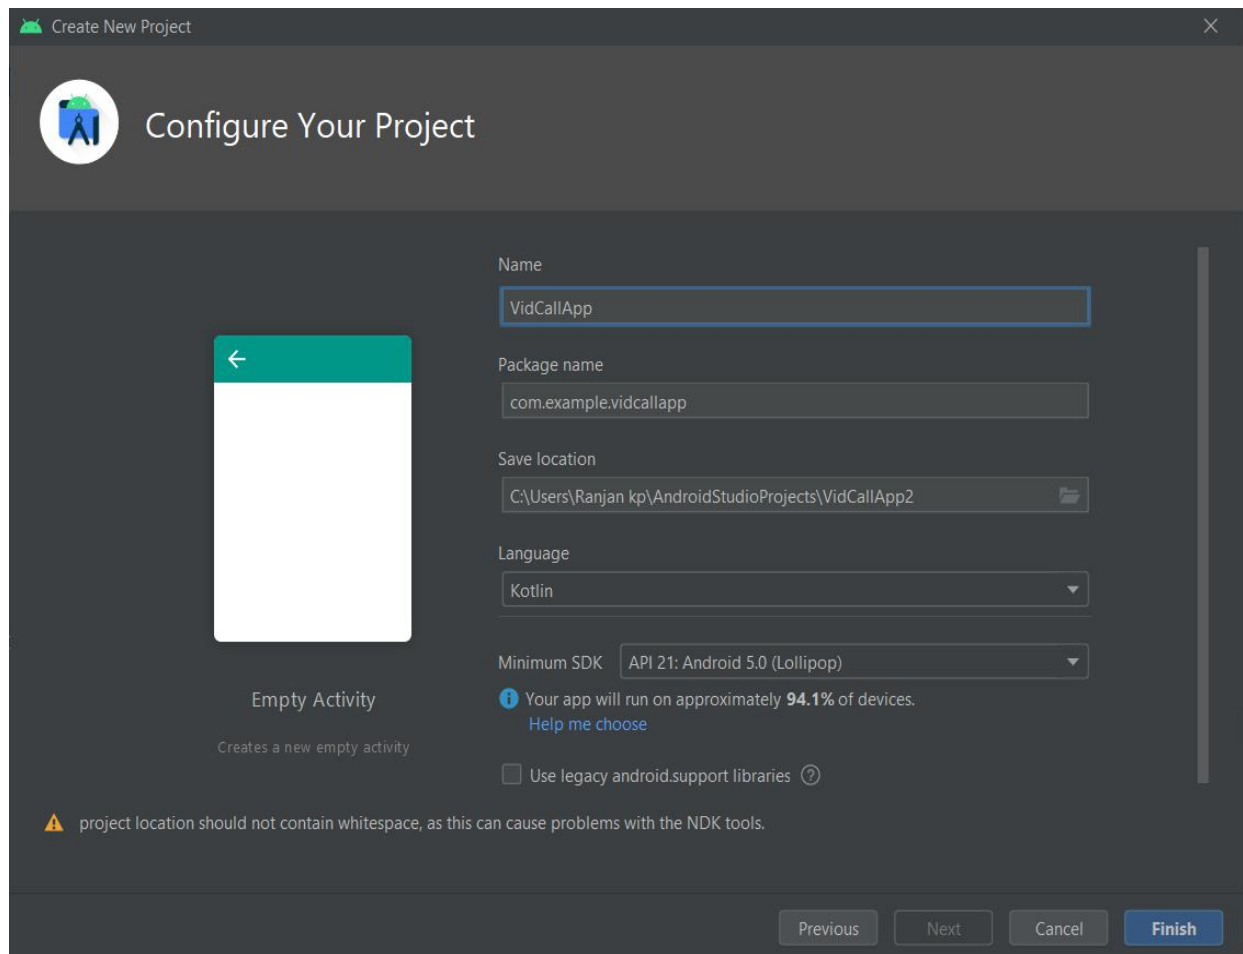 Create New Project
Configure Your Project
Name
VidCallApp
Package name
com.example.vidcallapp
Save location
C:\Users\Ranjan kp\AndroidStudioProjects\VidCallApp2
Language
Kotlin
Minimum SDK API 21: Android 5.0 (Lollipop)
Your app will run on approximately 94.1% of devices.
Help me choose
Use legacy android.support libraries
Empty Activity
Creates a new empty activity
project location should not contain whitespace, as this can cause problems with the NDK tools.
Previous Next Cancel Finish